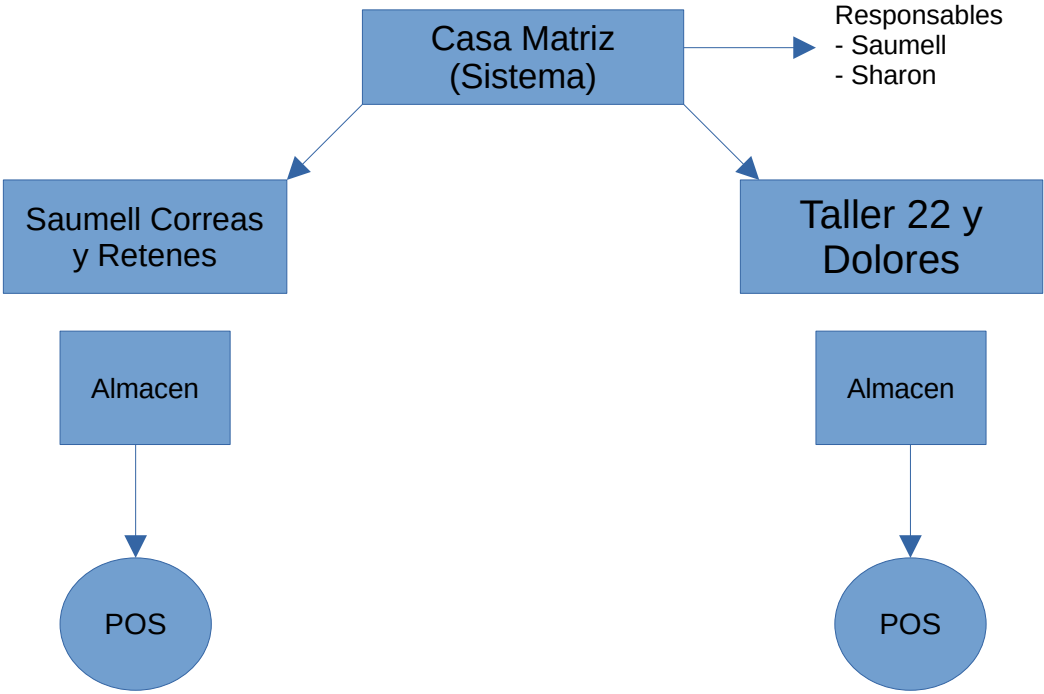 Casa Matriz
(Sistema)
Responsables
- Saumell
- Sharon
Saumell Correas
y Retenes
Taller 22 y
Dolores
Almacen
Almacen
POS
POS